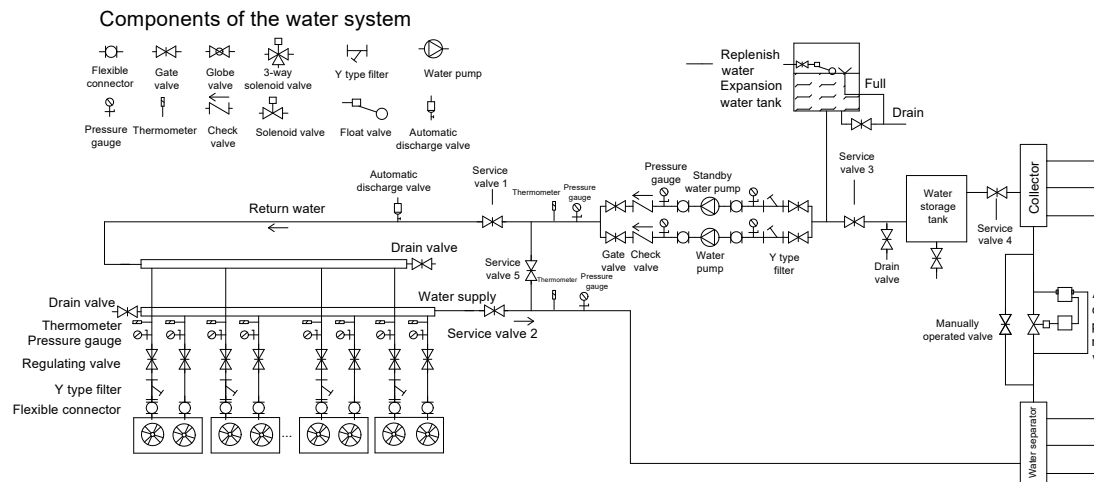 Components of the water system
Flexible
connector
Gate
valve
Globe
valve
3-way
solenoid valve
Y type filter
Water pump
Pressure
gauge
Thermometer
Check
valve
Solenoid valve
Float valve
Automatic
discharge valve
Replenish
water
Expansion
water tank
Full
Drain
Automatic
discharge valve
Service
valve 1
Thermometer
Pressure
gauge
Pressure
gauge
Standby
water pump
Service
valve 3
Water
storage
tank
Service
valve 4
Collector
Return water
Drain valve
Service
valve 5
Gate
valve
Check
valve
Water
pump
Y type
filter
Drain
valve
Thermometer
Pressure
gauge
Drain valve
Water supply
Service valve 2
Thermometer
Pressure gauge
Regulating valve
Y type filter
Flexible connector
...
Manually
operated valve
Water separator